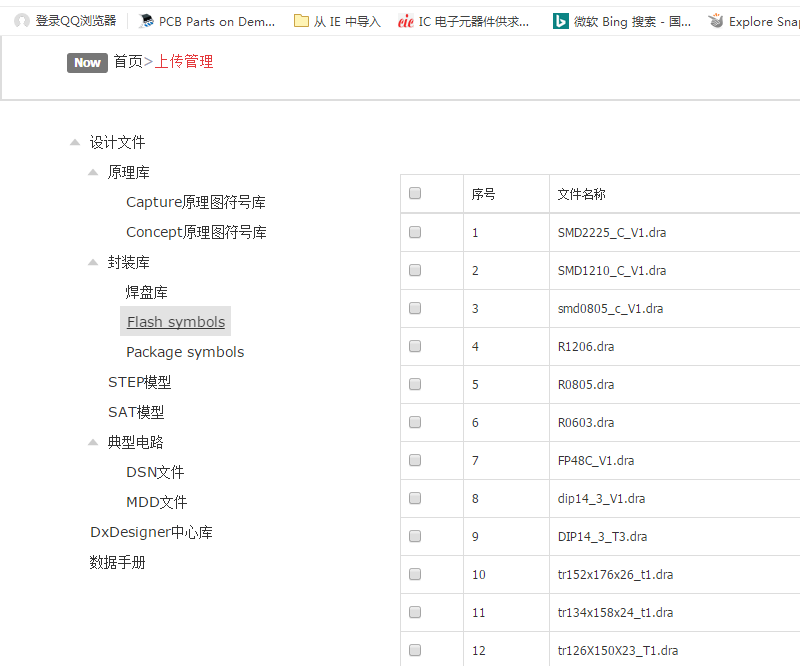 登录QQ浏览器 PCB Parts on Dem... 从 IE 中导入 cic IC 电子元器件供求... 微软 Bing 搜索 - 国... Explore Snap
Now 首页>上传管理
设计文件
原理库
Capture原理图符号库
Concept原理图符号库
封装库
焊盘库
Flash symbols
Package symbols
STEP模型
SAT模型
典型电路
DSN文件
MDD文件
DxDesigner中心库
数据手册
序号 文件名称
1 SMD2225_C_V1.dra
2 SMD1210_C_V1.dra
3 smd0805_c_V1.dra
4 R1206.dra
5 R0805.dra
6 R0603.dra
7 FP48C_V1.dra
8 dip14_3_V1.dra
9 DIP14_3_T3.dra
10 tr152x176x26_t1.dra
11 tr134x158x24_t1.dra
12 tr126X150X23_T1.dra